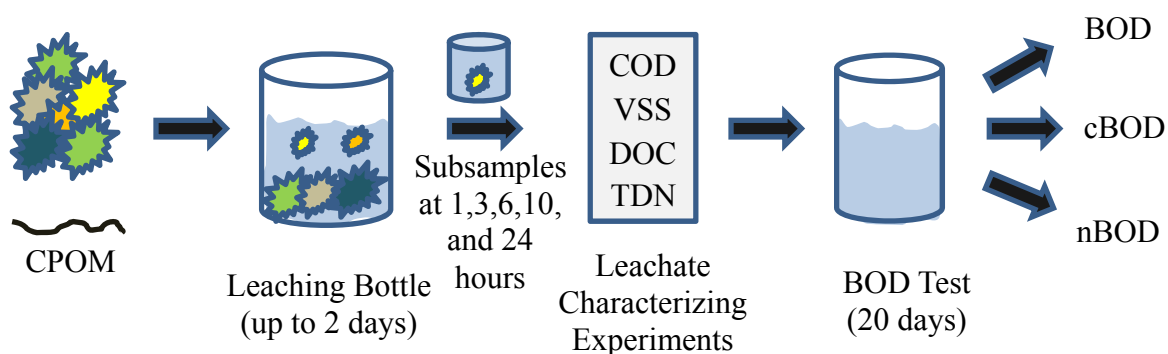 CPOM
Leaching Bottle
(up to 2 days)
Subsamples
at 1,3,6,10,
and 24
hours
COD
VSS
DOC
TDN
Leachate
Characterizing
Experiments
BOD Test
(20 days)
BOD
cBOD
nBOD